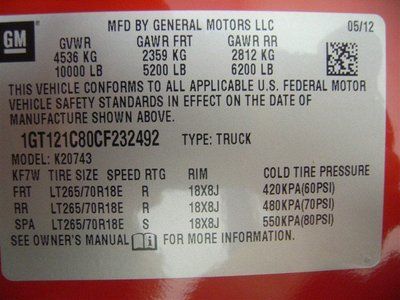 GM
MFD BY GENERAL MOTORS LLC 05/12
GVWR GAWR FRT GAWR RR
4536 KG 2359 KG 2812 KG
10000 LB 5200 LB 6200 LB
THIS VEHICLE CONFORMS TO ALL APPLICABLE U.S. FEDERAL MOTOR
VEHICLE SAFETY STANDARDS IN EFFECT ON THE DATE OF
MANUFACTURE SHOWN ABOVE.
1GT121C80CF232492 TYPE: TRUCK
MODEL: K20743
KF7W TIRE SIZE SPEED RTG RIM COLD TIRE PRESSURE
FRT LT265/70R18E R 18X8J 420KPA(60PSI)
RR LT265/70R18E R 18X8J 480KPA(70PSI)
SPA LT265/70R18E S 18X8J 550KPA(80PSI)
SEE OWNER'S MANUAL FOR MORE INFORMATION.